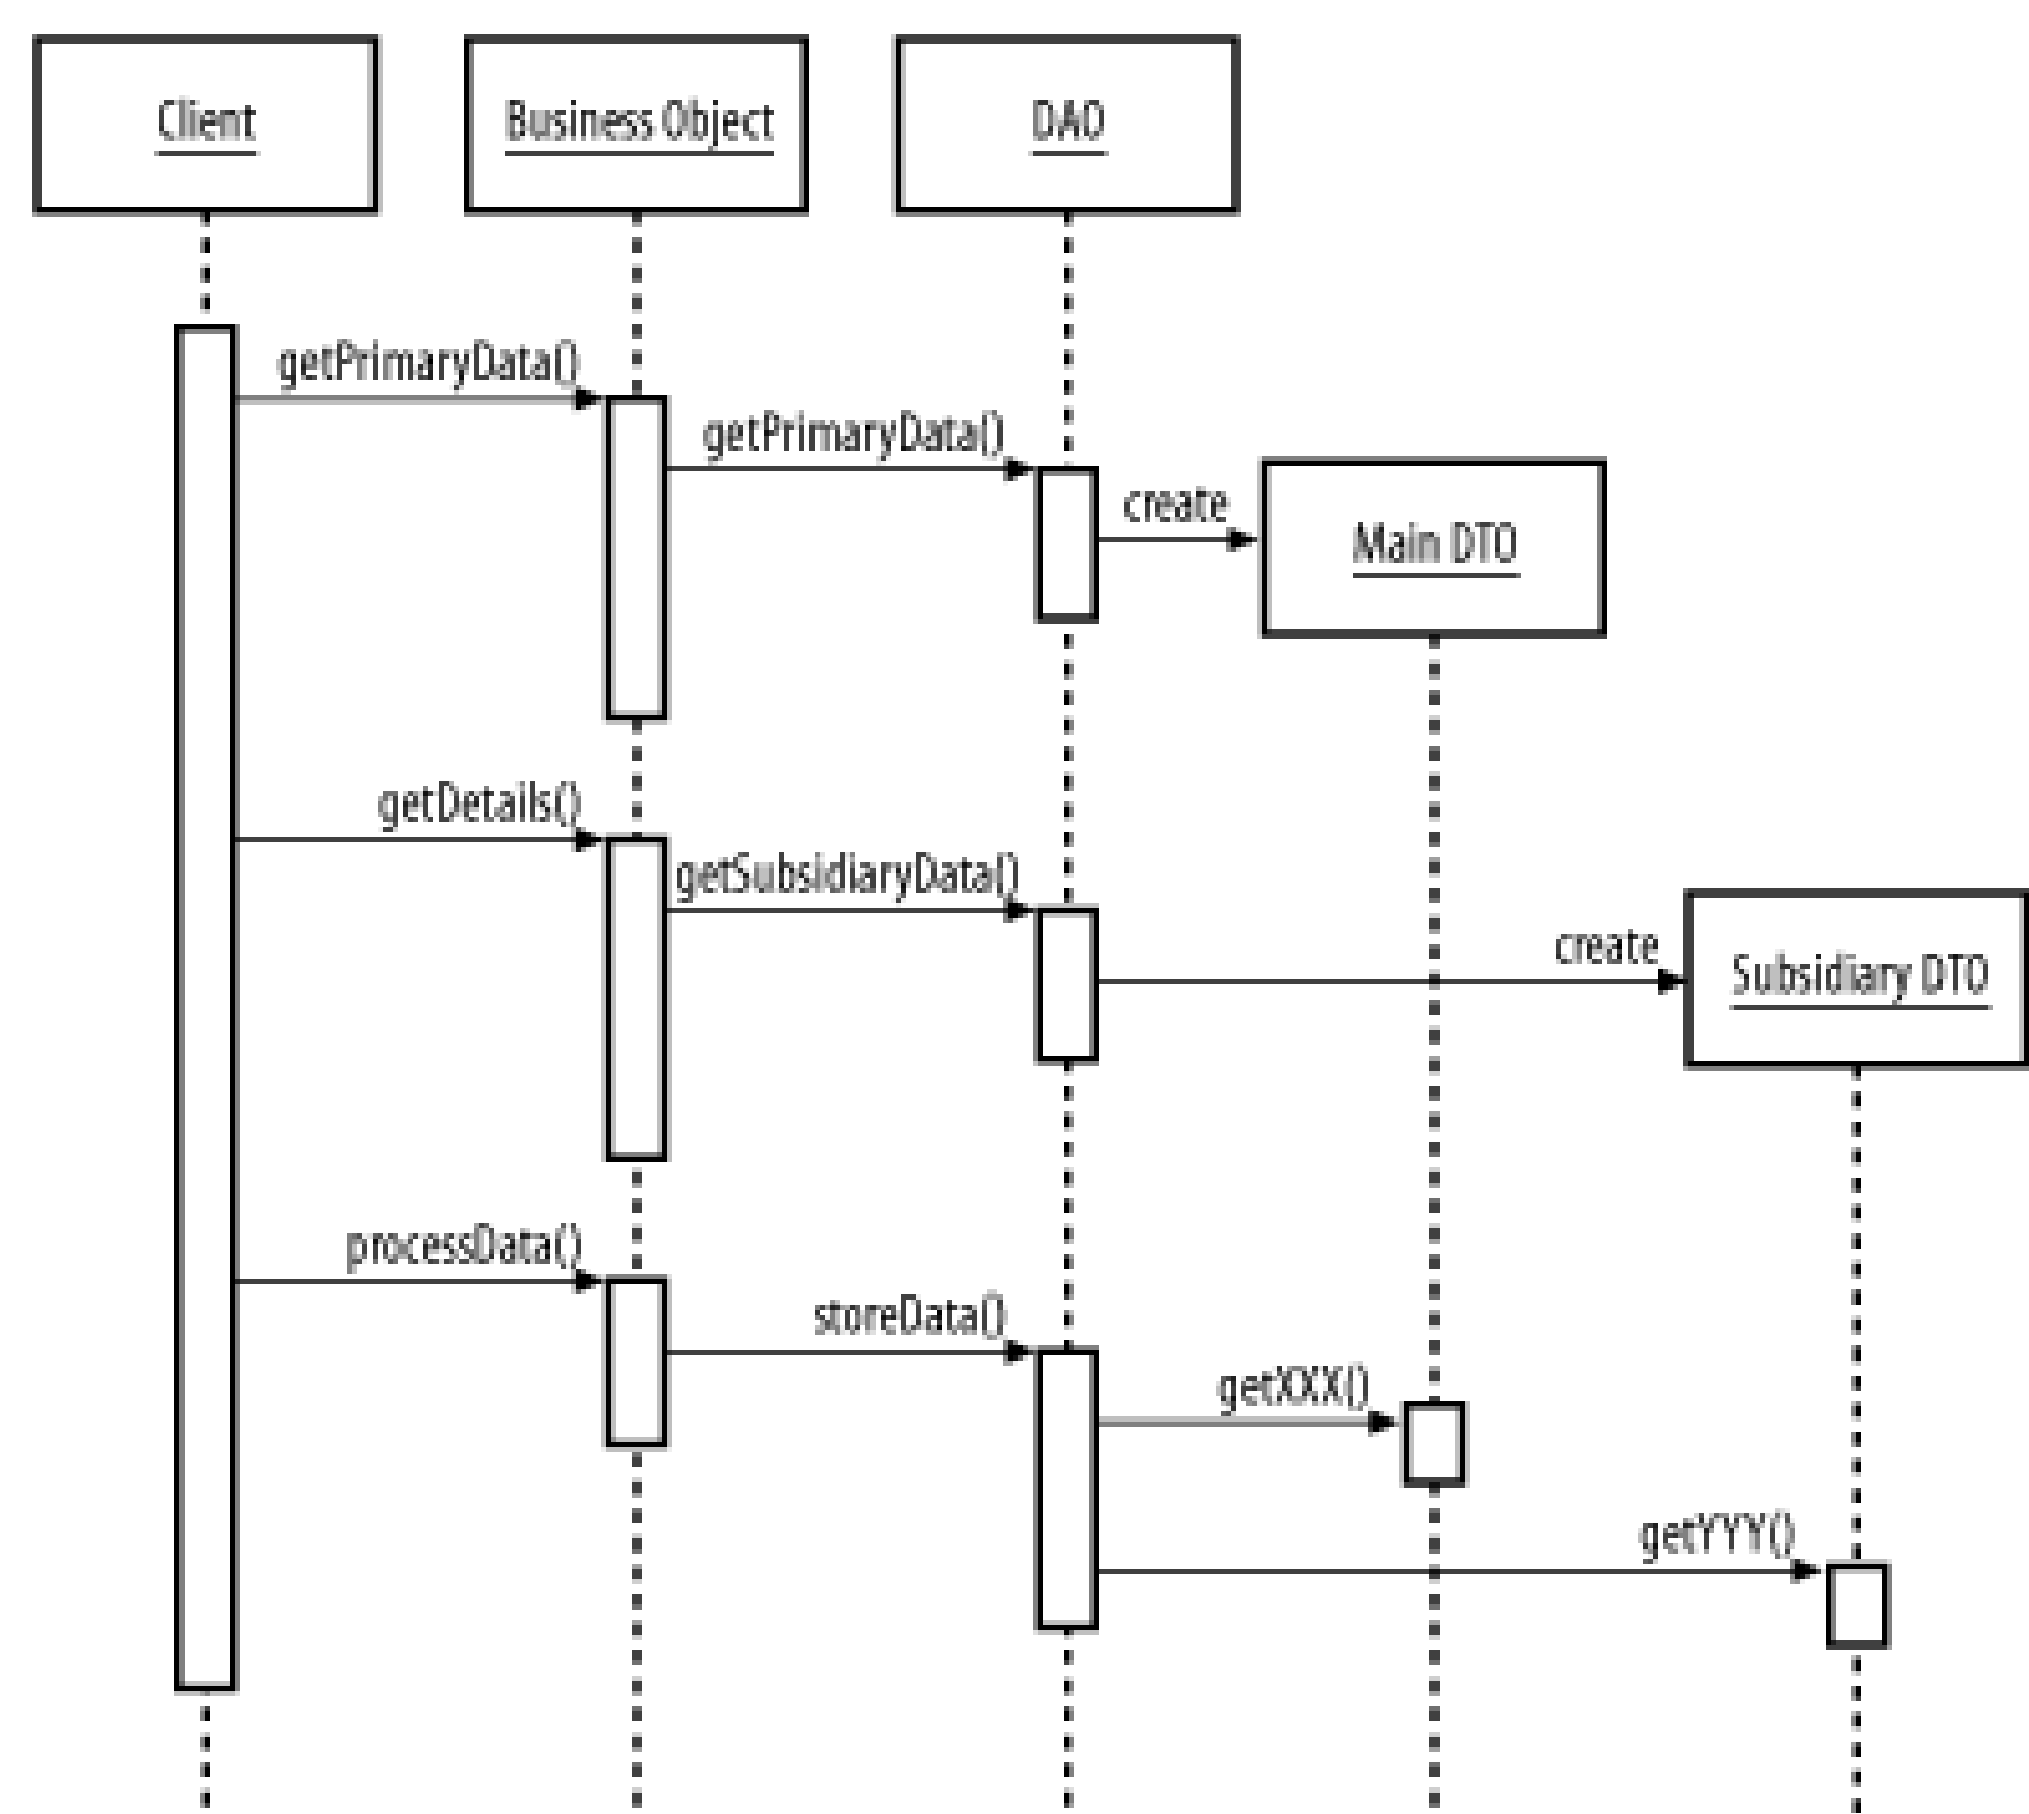 Client
Business Object
DAO
getPrimaryData()
getPrimaryData()
create
Main DTO
getDetails()
getSubsidiaryData()
create
Subsidiary DTO
processData()
storeData()
getXXX()
getYYY()